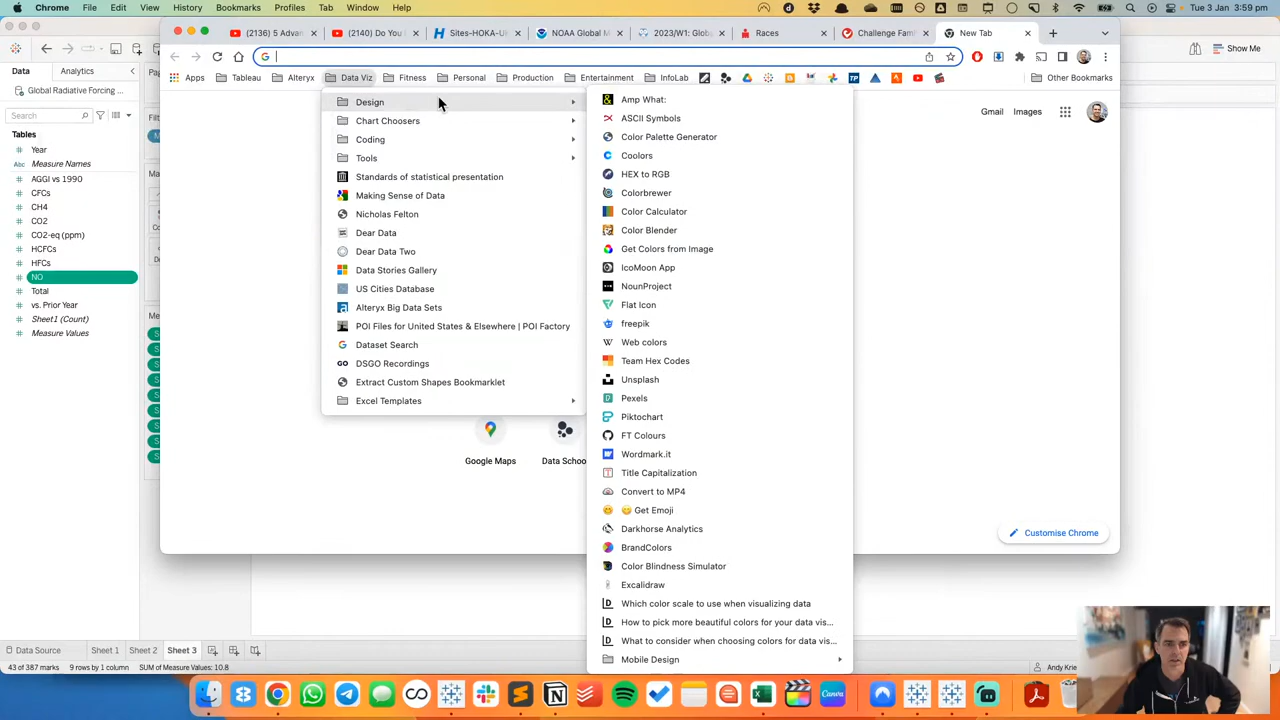 Chrome File Edit View History Bookmarks Profiles Tab Window Help Tue 3 Jan 3:59 pm
(2136) 5 Advan (2140) Do You Sites-HOKA-U NOAA Global M 2023/W1: Glob Races Challenge Fami New Tab
Apps Tableau Alteryx Data Viz Fitness Personal Production Entertainment InfoLab Other Bookmarks
Show Me
Data Analytics
Global Radiative Forcing .
Search
Tables
Year
Abc Measure Names
AGGI vs 1990
CFCs
CH4
CO2
CO2-eq (ppm)
HCFCs
HFCs
NO
Total
vs. Prior Year
Sheet1 (Count)
Measure Values
Design
Chart Choosers
Coding
Tools
Standards of statistical presentation
Making Sense of Data
Nicholas Felton
Dear Data
Dear Data Two
Data Stories Gallery
US Cities Database
Alteryx Big Data Sets
POI Files for United States & Elsewhere | POI Factory
Dataset Search
DSGO Recordings
Extract Custom Shapes Bookmarklet
Excel Templates
Amp What:
ASCII Symbols
Color Palette Generator
Coolors
HEX to RGB
Colorbrewer
Color Calculator
Color Blender
Get Colors from Image
IcoMoon App
NounProject
Flat Icon
freepik
Web colors
Team Hex Codes
Unsplash
Pexels
Piktochart
FT Colours
Wordmark.it
Title Capitalization
Convert to MP4
😋 Get Emoji
Darkhorse Analytics
BrandColors
Color Blindness Simulator
Excalidraw
Which color scale to use when visualizing data
How to pick more beautiful colors for your data vis...
What to consider when choosing colors for data vis...
Mobile Design
Gmail Images
Google Maps Data Schoo
Customise Chrome
Data Source Sheet 1 Sheet 2 Sheet 3
43 of 387 marks 9 rows by 1 column SUM of Measure Values: 10.8 Andy Krie